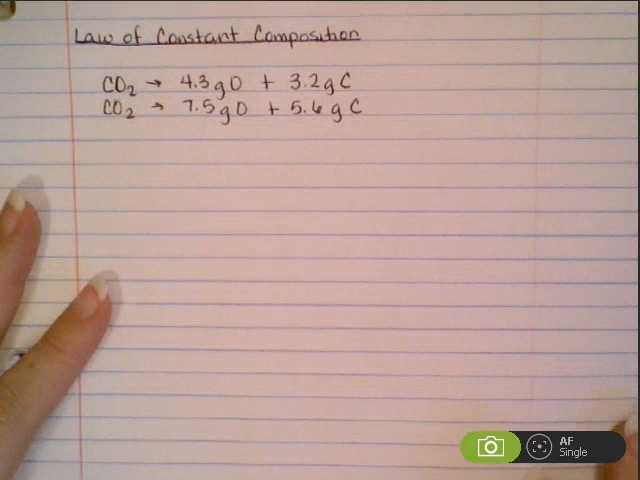 Law of Constant Composition
CO₂ → 4.3 g O + 3.2 g C
CO₂ → 7.5 g O + 5.6 g C
AF
Single